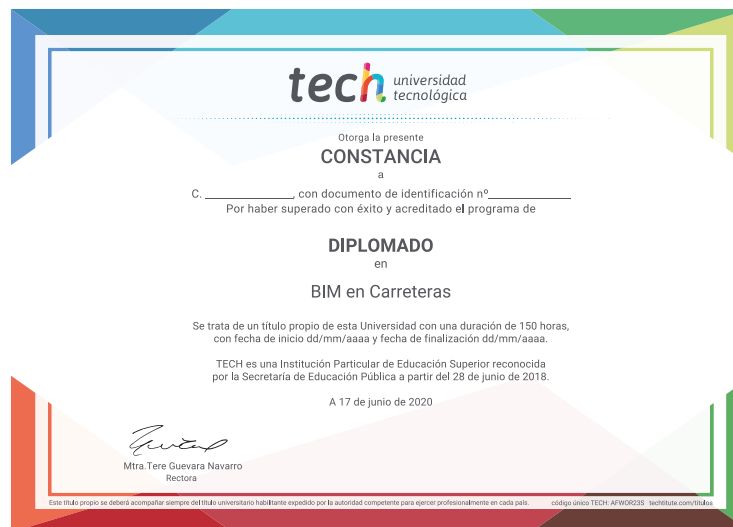 tech universidad
tecnológica
Otorga la presente
CONSTANCIA
a
C. ______________, con documento de identificación nº______________
Por haber superado con éxito y acreditado el programa de
DIPLOMADO
en
BIM en Carreteras
Se trata de un título propio de esta Universidad con una duración de 150 horas,
con fecha de inicio dd/mm/aaaa y fecha de finalización dd/mm/aaaa.
TECH es una Institución Particular de Educación Superior reconocida
por la Secretaría de Educación Pública a partir del 28 de junio de 2018.
A 17 de junio de 2020
Mtra.Tere Guevara Navarro
Rectora
Este título propio se deberá acompañar siempre del título universitario habilitante expedido por la autoridad competente para ejercer profesionalmente en cada país. código único TECH: AFWOR23S techtitute.com/titulos